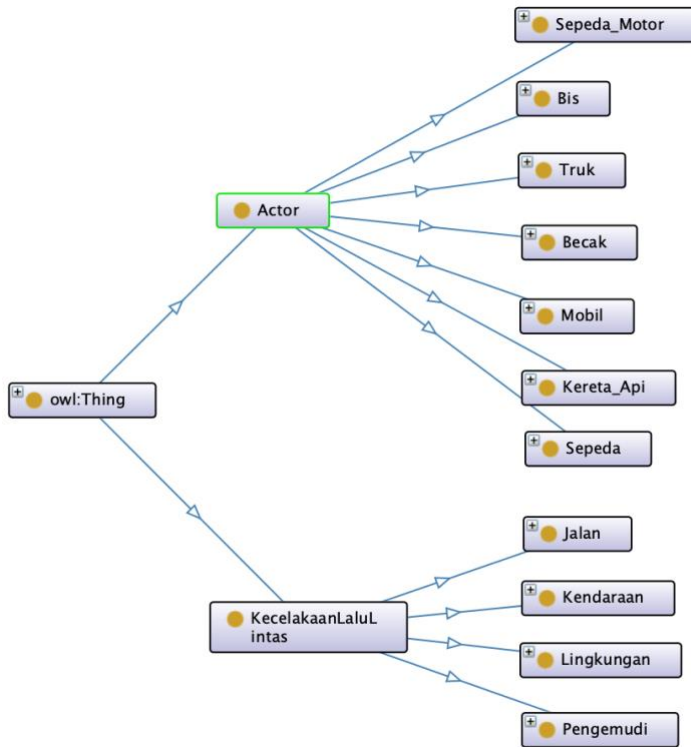 Sepeda_Motor
Bis
Truk
Actor
Becak
Mobil
Kereta_Api
owl:Thing
Sepeda
Jalan
Kendaraan
KecelakaanLaluL
intas
Lingkungan
Pengemudi